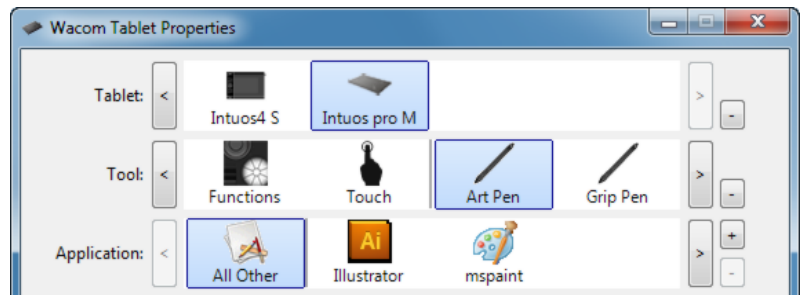 Wacom Tablet Properties
Tablet: < Intuos4 S Intuos pro M > -
Tool: < Functions Touch Art Pen Grip Pen > -
Application: < All Other Ai Illustrator mspaint > + -